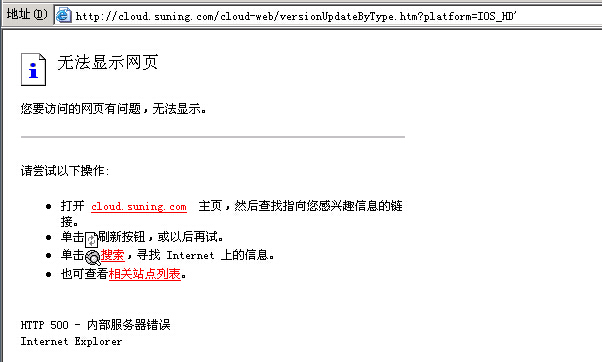 地址(D) http://cloud.suning.com/cloud-web/versionUpdateByType.htm?platform=IOS_HD'
无法显示网页
您要访问的网页有问题，无法显示。
请尝试以下操作:
打开 cloud.suning.com 主页，然后查找指向您感兴趣信息的链
接。
单击刷新按钮，或以后再试。
单击搜索，寻找 Internet 上的信息。
也可查看相关站点列表。
HTTP 500 - 内部服务器错误
Internet Explorer